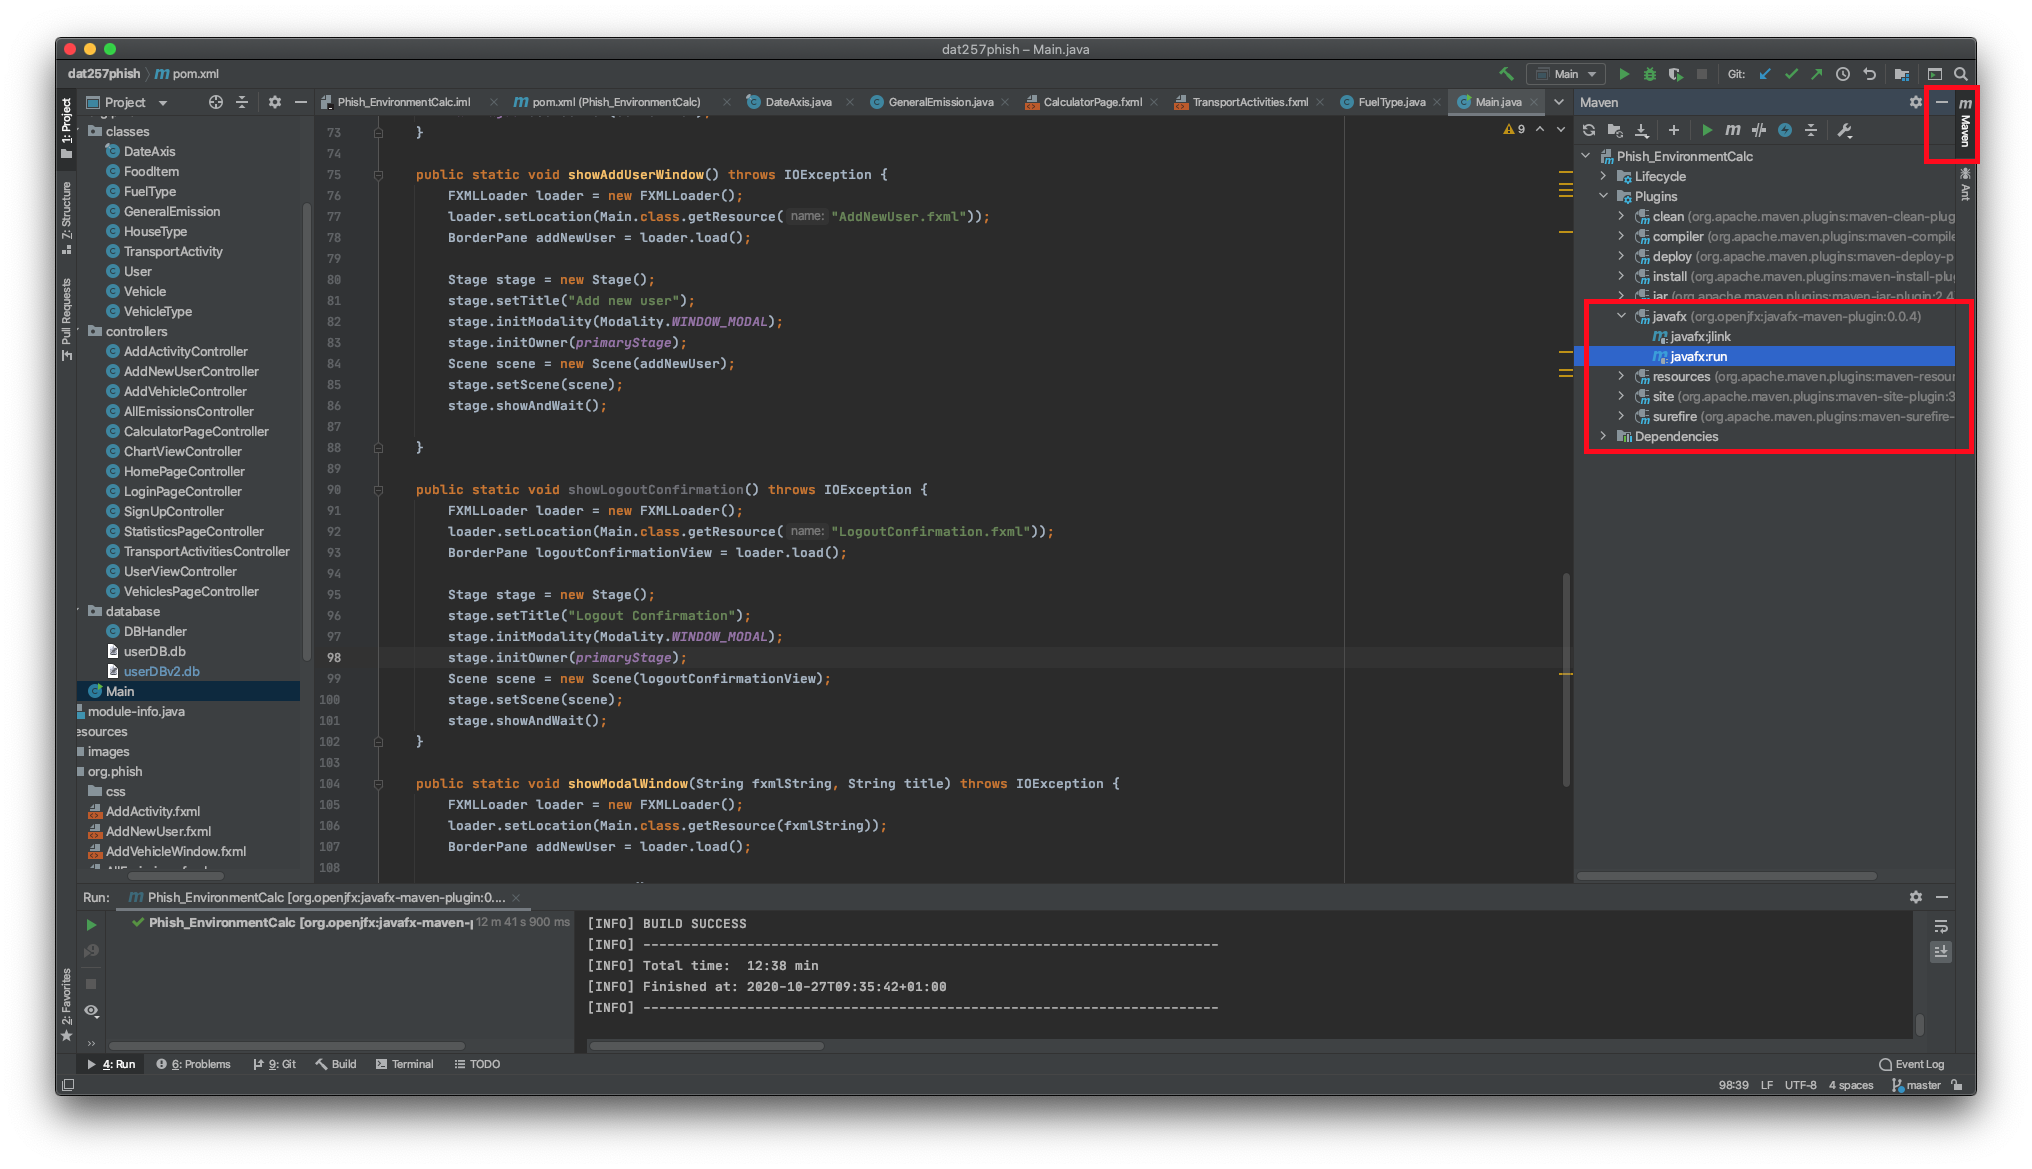 dat257phish – Main.java
dat257phish
pom.xml
Main
Git:
1: Project
7: Structure
Pull Requests
2: Favorites
Project
classes
DateAxis
FoodItem
FuelType
GeneralEmission
HouseType
TransportActivity
User
Vehicle
VehicleType
controllers
AddActivityController
AddNewUserController
AddVehicleController
AllEmissionsController
CalculatorPageController
ChartViewController
HomePageController
LoginPageController
SignUpController
StatisticsPageController
TransportActivitiesController
UserViewController
VehiclesPageController
database
DBHandler
userDB.db
userDBv2.db
Main
module-info.java
esources
images
org.phish
css
AddActivity.fxml
AddNewUser.fxml
AddVehicleWindow.fxml
Phish_EnvironmentCalc.iml
pom.xml (Phish_EnvironmentCalc)
DateAxis.java
GeneralEmission.java
CalculatorPage.fxml
TransportActivities.fxml
FuelType.java
Main.java
9
73 }
74
75 public static void showAddUserWindow() throws IOException {
76 FXMLLoader loader = new FXMLLoader();
77 loader.setLocation(Main.class.getResource( name: "AddNewUser.fxml"));
78 BorderPane addNewUser = loader.load();
79
80 Stage stage = new Stage();
81 stage.setTitle("Add new user");
82 stage.initModality(Modality.WINDOW_MODAL);
83 stage.initOwner(primaryStage);
84 Scene scene = new Scene(addNewUser);
85 stage.setScene(scene);
86 stage.showAndWait();
87
88 }
89
90 public static void showLogoutConfirmation() throws IOException {
91 FXMLLoader loader = new FXMLLoader();
92 loader.setLocation(Main.class.getResource( name: "LogoutConfirmation.fxml"));
93 BorderPane logoutConfirmationView = loader.load();
94
95 Stage stage = new Stage();
96 stage.setTitle("Logout Confirmation");
97 stage.initModality(Modality.WINDOW_MODAL);
98 stage.initOwner(primaryStage);
99 Scene scene = new Scene(logoutConfirmationView);
100 stage.setScene(scene);
101 stage.showAndWait();
102 }
103
104 public static void showModalWindow(String fxmlString, String title) throws IOException {
105 FXMLLoader loader = new FXMLLoader();
106 loader.setLocation(Main.class.getResource(fxmlString));
107 BorderPane addNewUser = loader.load();
108
Maven
Phish_EnvironmentCalc
Lifecycle
Plugins
clean (org.apache.maven.plugins:maven-clean-plug
compiler (org.apache.maven.plugins:maven-compile
deploy (org.apache.maven.plugins:maven-deploy-p
install (org.apache.maven.plugins:maven-install-plug
jar (org.apache.maven.plugins:maven-jar-plugin:2.4
javafx (org.openjfx:javafx-maven-plugin:0.0.4)
javafx:jlink
javafx:run
resources (org.apache.maven.plugins:maven-resour
site (org.apache.maven.plugins:maven-site-plugin:3
surefire (org.apache.maven.plugins:maven-surefire-
Dependencies
Maven
Ant
Run:
Phish_EnvironmentCalc [org.openjfx:javafx-maven-plugin:0....
Phish_EnvironmentCalc [org.openjfx:javafx-maven-p 12 m 41 s 900 ms
[INFO] BUILD SUCCESS
[INFO] ------------------------------------------------------------------------
[INFO] Total time:  12:38 min
[INFO] Finished at: 2020-10-27T09:35:42+01:00
[INFO] ------------------------------------------------------------------------
4: Run
6: Problems
9: Git
Build
Terminal
TODO
Event Log
98:39 LF UTF-8 4 spaces master